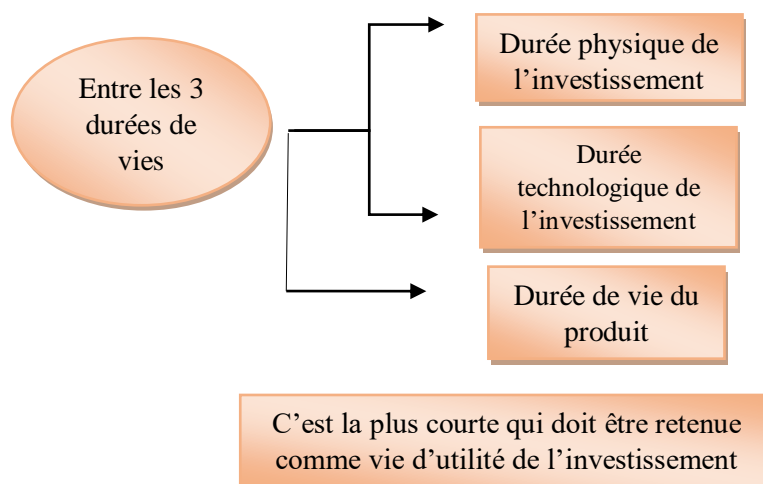 Entre les 3
durées de
vies
Durée physique de
l’investissement
Durée
technologique de
l’investissement
Durée de vie du
produit
C’est la plus courte qui doit être retenue
comme vie d’utilité de l’investissement